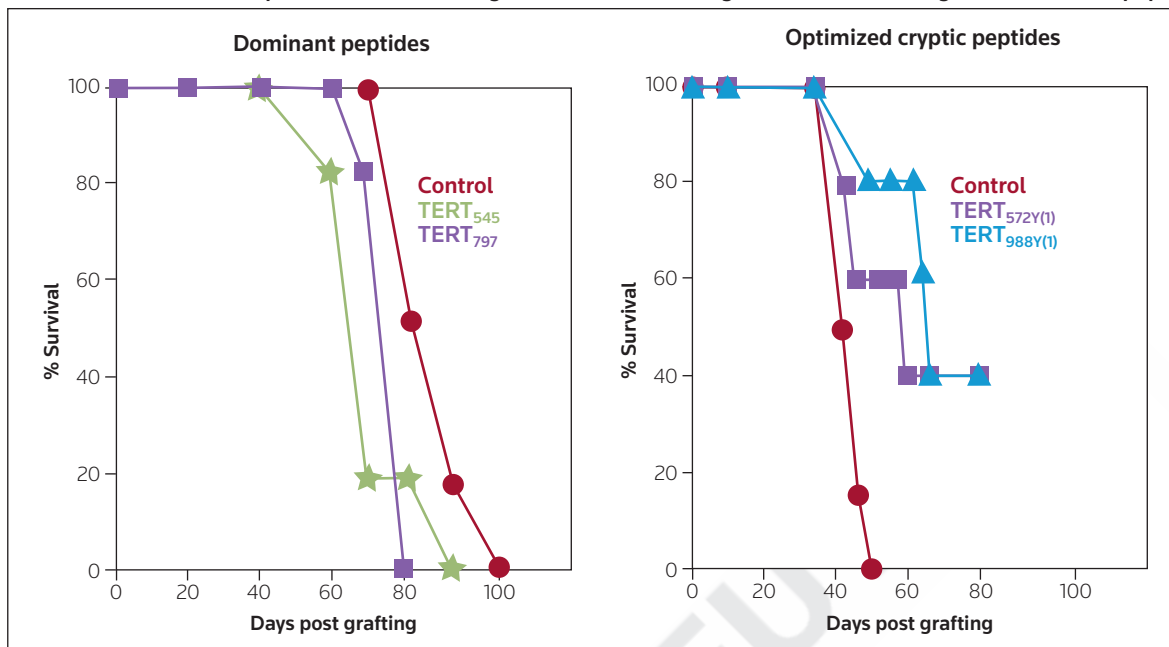 Dominant peptides
100
80
60
40
20
0
% Survival
0 20 40 60 80 100
Days post grafting
Control
TERT545
TERT797
Optimized cryptic peptides
100
80
60
40
20
0
% Survival
0 20 40 60 80 100
Days post grafting
Control
TERT572Y(1)
TERT988Y(1)